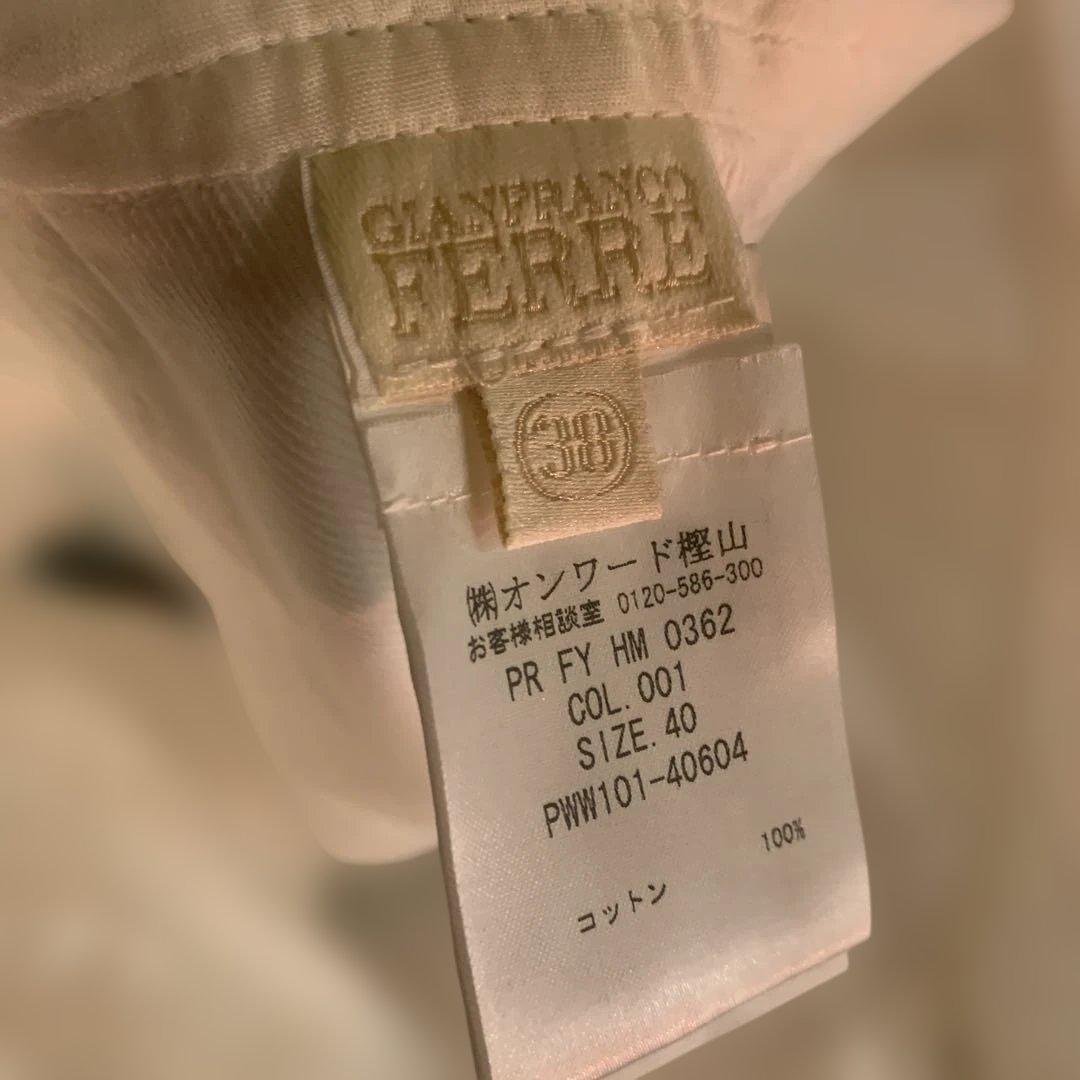 GIANFRANCO
FERRE
38
㈱オンワード樫山
お客様相談室 0120-586-300
PR FY HM 0362
COL.001
SIZE.40
PWW101-40604
100%
コットン